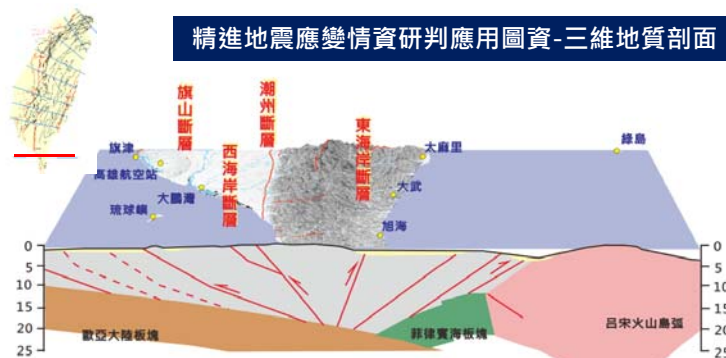 精進地震應變情資研判應用圖資-三維地質剖面
旗山斷層
潮州斷層
西海岸斷層
東海岸斷層
旗津
高雄航空站
大鵬灣
琉球嶼
太麻里
大武
旭海
綠島
0
5
10
15
20
25
0
5
10
15
20
25
歐亞大陸板塊
菲律賓海板塊
呂宋火山島弧